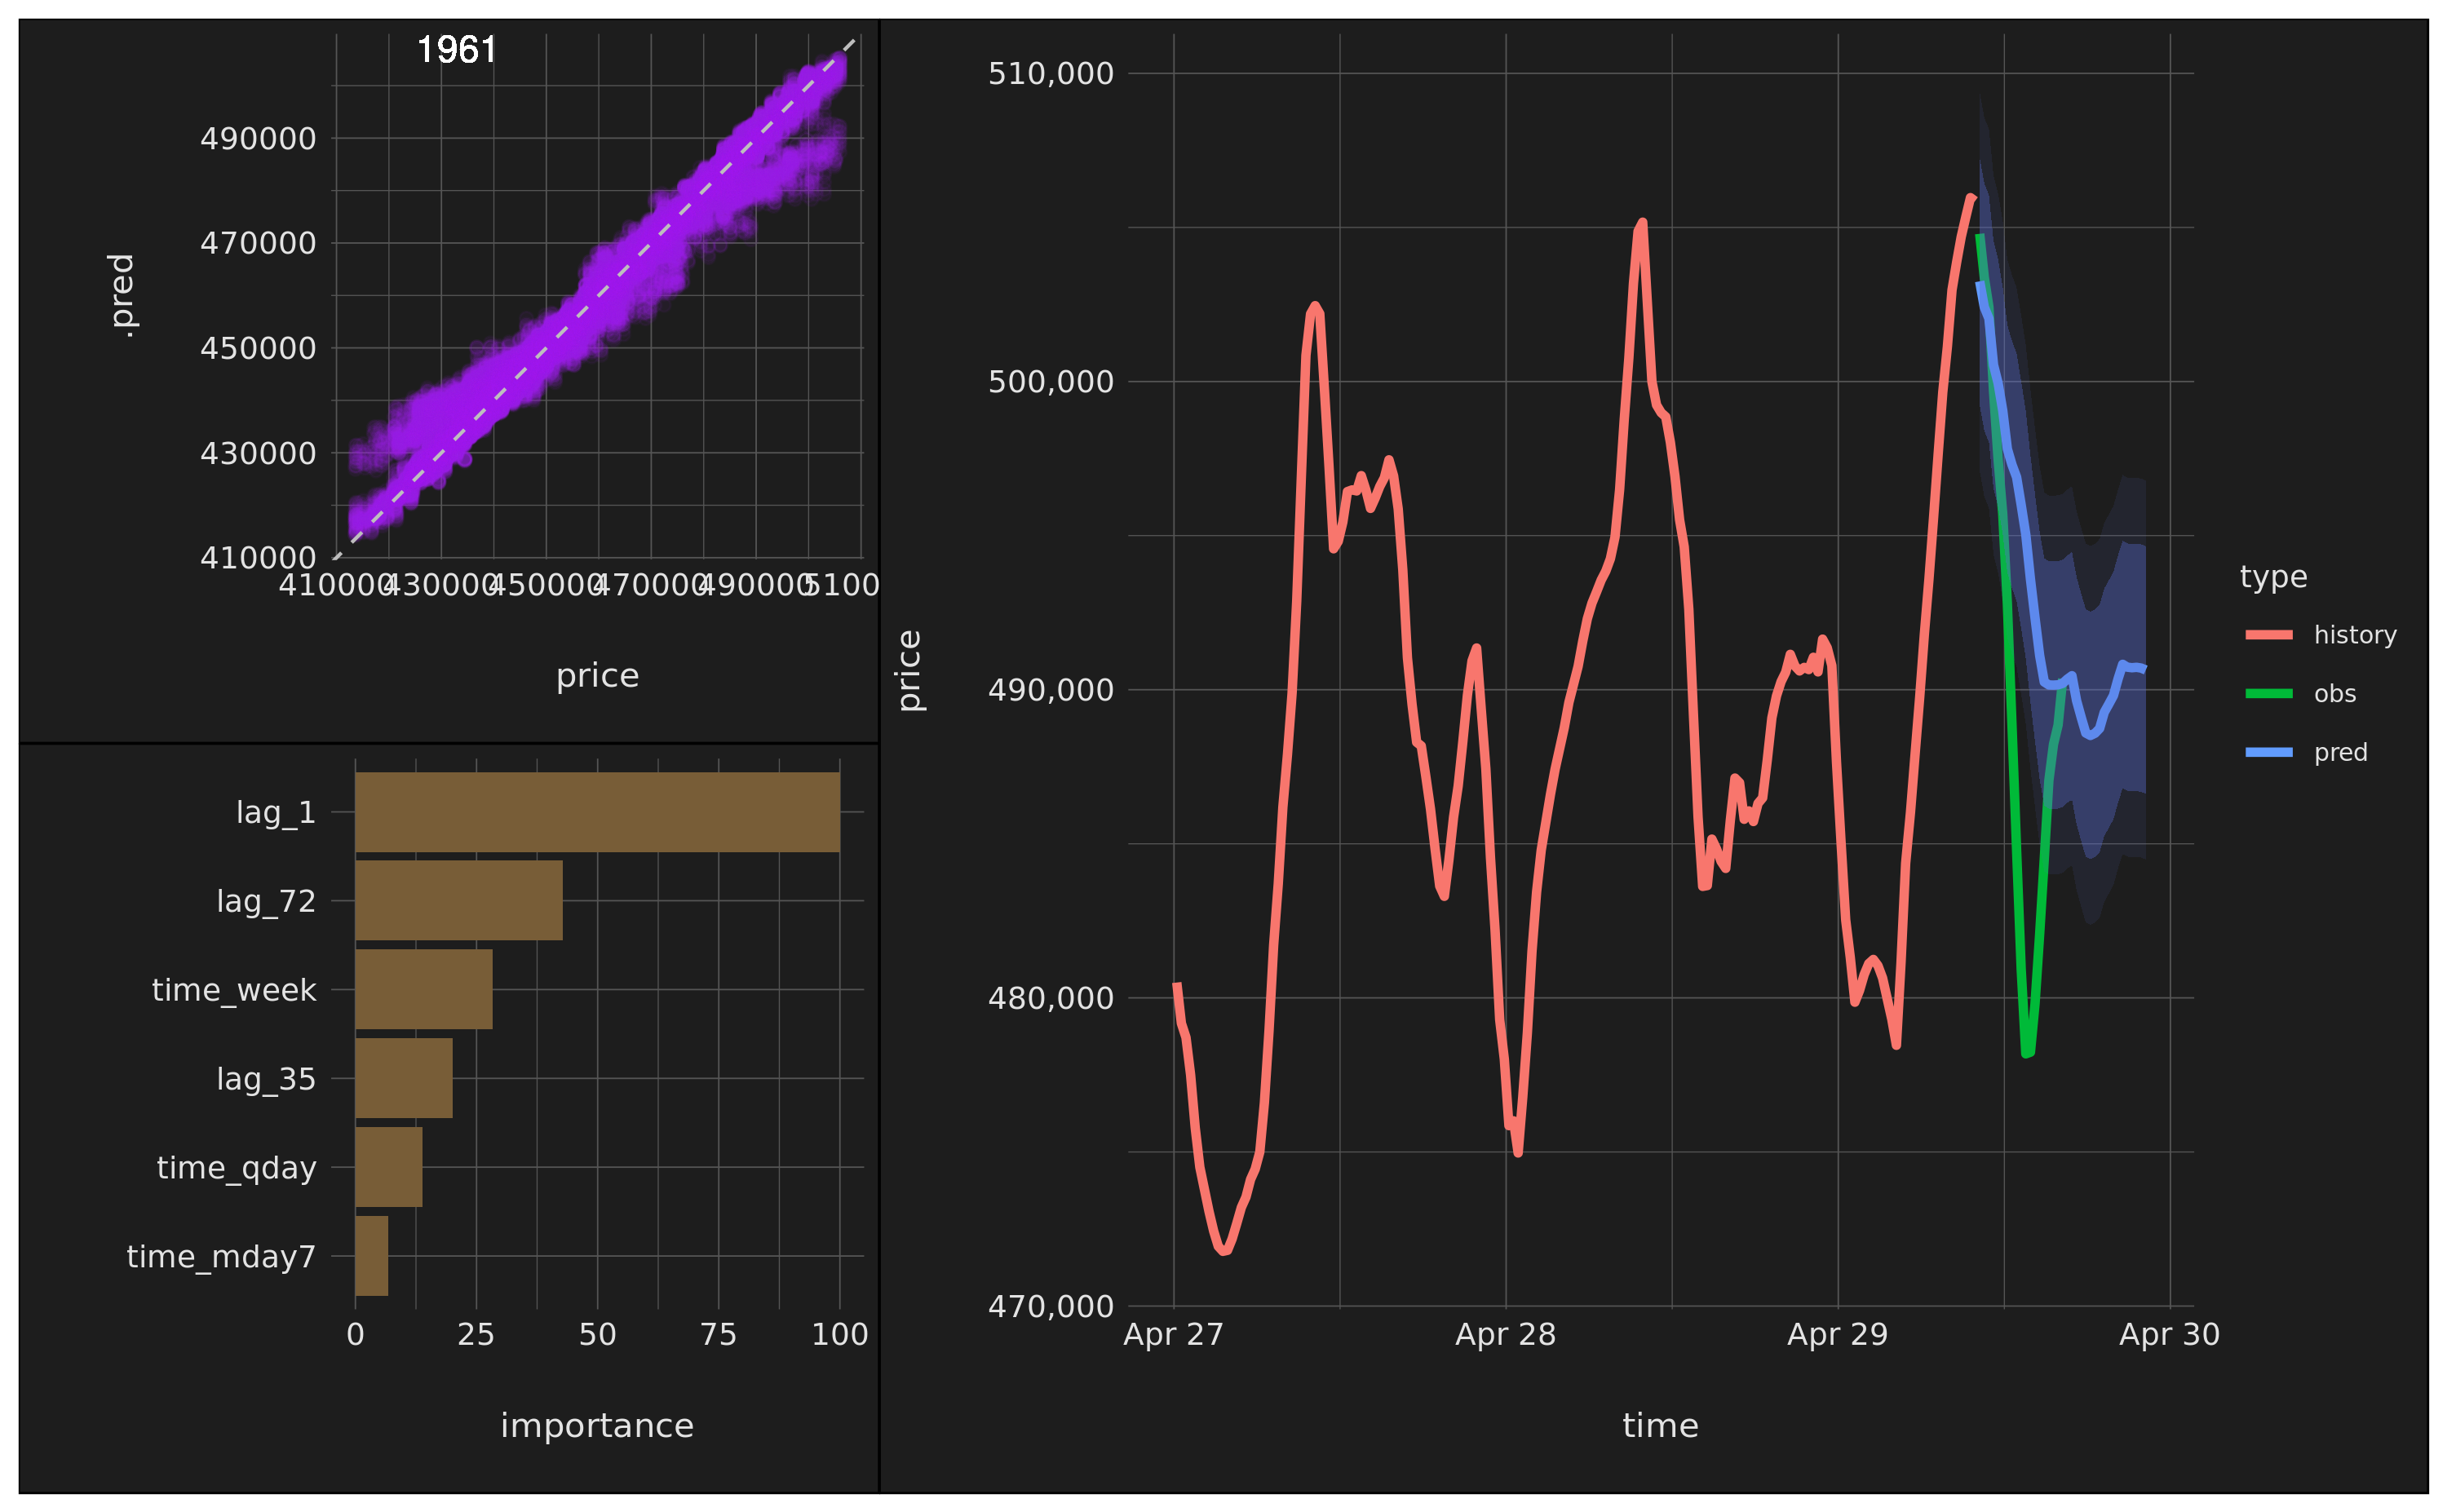 1961
.pred
490000
470000
450000
430000
410000
410000 430000 450000 470000 490000 5100
price
lag_1
lag_72
time_week
lag_35
time_qday
time_mday7
0 25 50 75 100
importance
price
510,000
500,000
490,000
480,000
470,000
Apr 27 Apr 28 Apr 29 Apr 30
time
type
history
obs
pred